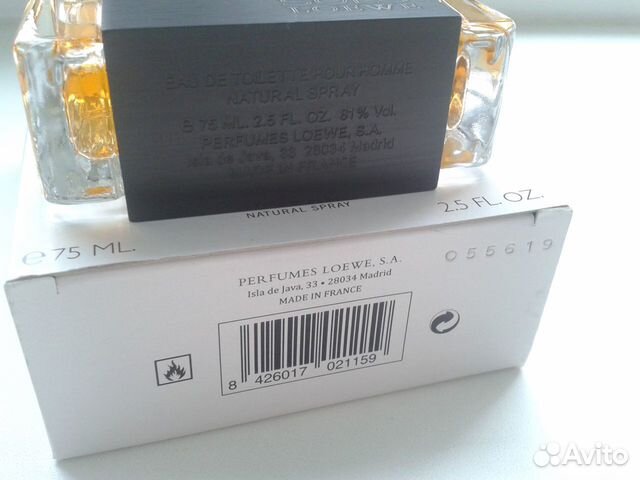 EAU DE TOILETTE POUR HOMME
NATURAL SPRAY
e 75 ML. 2.5 FL. OZ. 81% Vol.
PERFUMES LOEWE, S.A.
Isla de Java, 33 28034 Madrid
MADE IN FRANCE
NATURAL SPRAY
e 75 ML.
2.5 FL. OZ.
055619
PERFUMES LOEWE, S.A.
Isla de Java, 33 • 28034 Madrid
MADE IN FRANCE
8 426017 021159
Avito